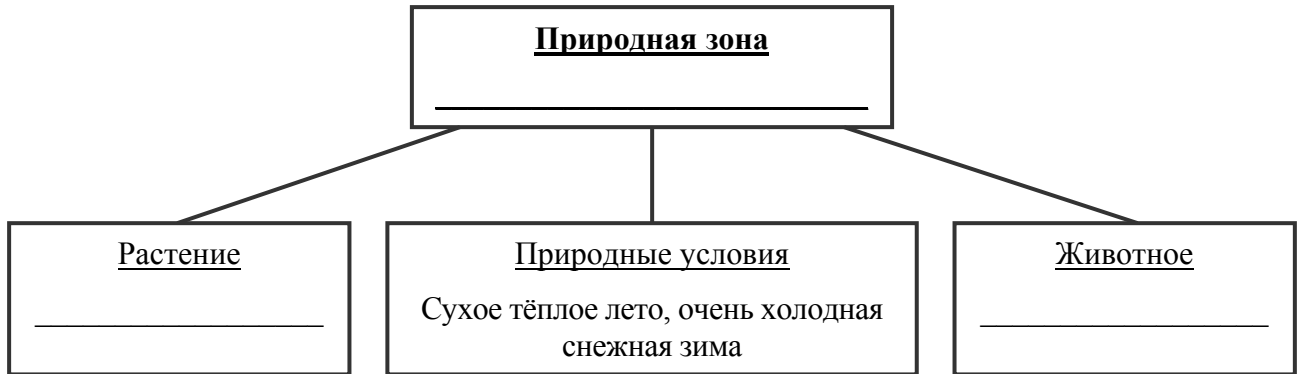 Природная зона
Растение
Природные условия
Сухое тёплое лето, очень холодная
снежная зима
Животное